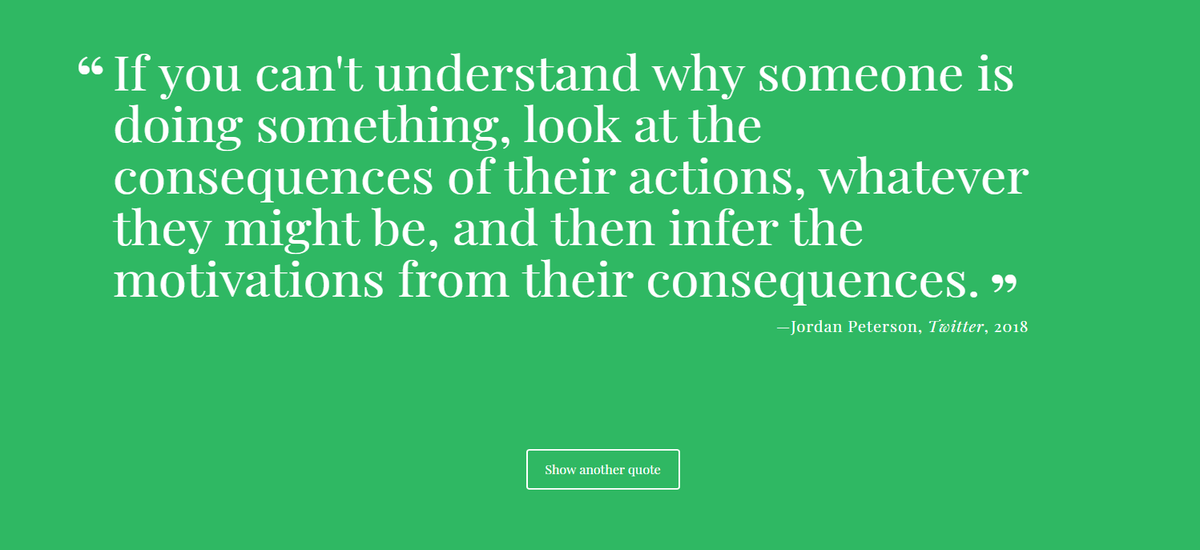 “ If you can't understand why someone is
doing something, look at the
consequences of their actions, whatever
they might be, and then infer the
motivations from their consequences. ”
—Jordan Peterson, Twitter, 2018
Show another quote